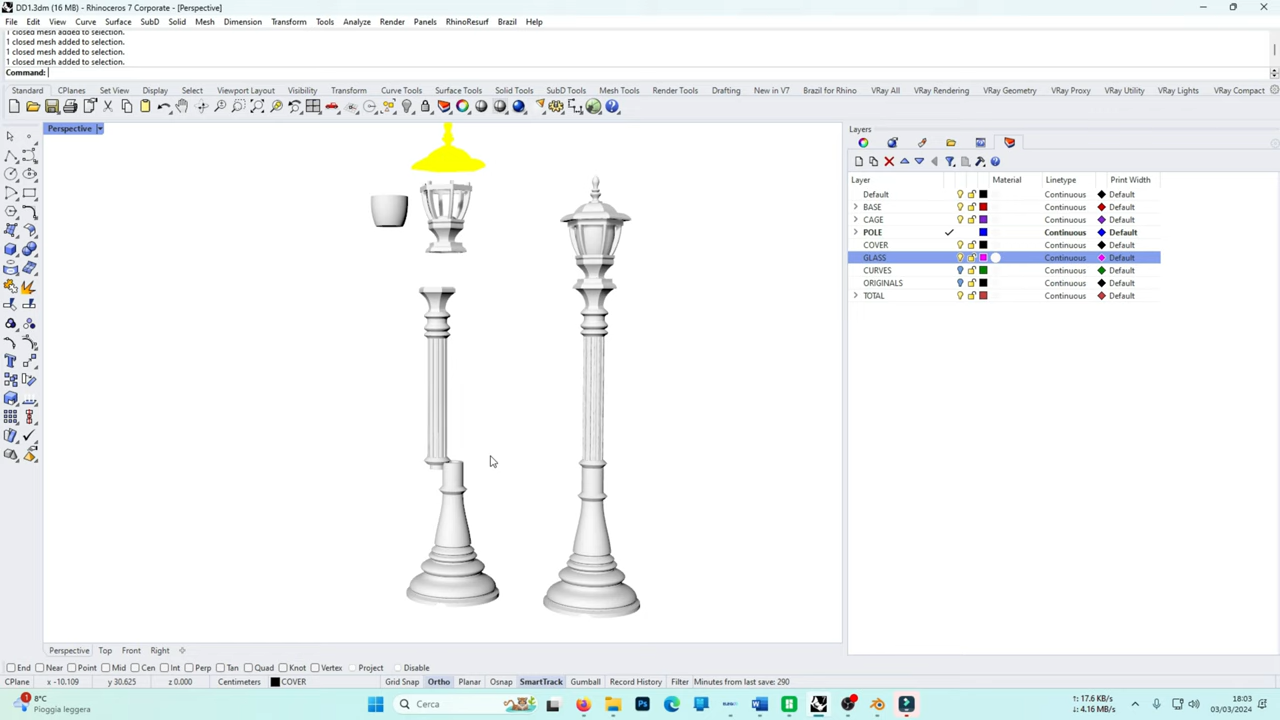 DD1.3dm (16 MB) - Rhinoceros 7 Corporate - [Perspective]
File Edit View Curve Surface SubD Solid Mesh Dimension Transform Tools Analyze Render Panels RhinoResurf Brazil Help
1 closed mesh added to selection.
1 closed mesh added to selection.
1 closed mesh added to selection.
1 closed mesh added to selection.
Command:
Standard CPlanes Set View Display Select Viewport Layout Visibility Transform Curve Tools Surface Tools Solid Tools SubD Tools Mesh Tools Render Tools Drafting New in V7 Brazil for Rhino VRay All VRay Rendering VRay Geometry VRay Proxy VRay Utility VRay Lights VRay Compact
Perspective
Layers
Layer Material Linetype Print Width
Default Continuous Default
BASE Continuous Default
CAGE Continuous Default
POLE Continuous Default
COVER Continuous Default
GLASS Continuous Default
CURVES Continuous Default
ORIGINALS Continuous Default
TOTAL Continuous Default
Perspective Top Front Right
End Near Point Mid Cen Int Perp Tan Quad Knot Vertex Project Disable
CPlane x -10.109 y 30.625 z 0.000 Centimeters COVER Grid Snap Ortho Planar Osnap SmartTrack Gumball Record History Filter Minutes from last save: 290
1
8°C
Pioggia leggera
Cerca
Ps
↑: 17.6 KB/s
↓: 4.16 MB/s
18:03
03/03/2024